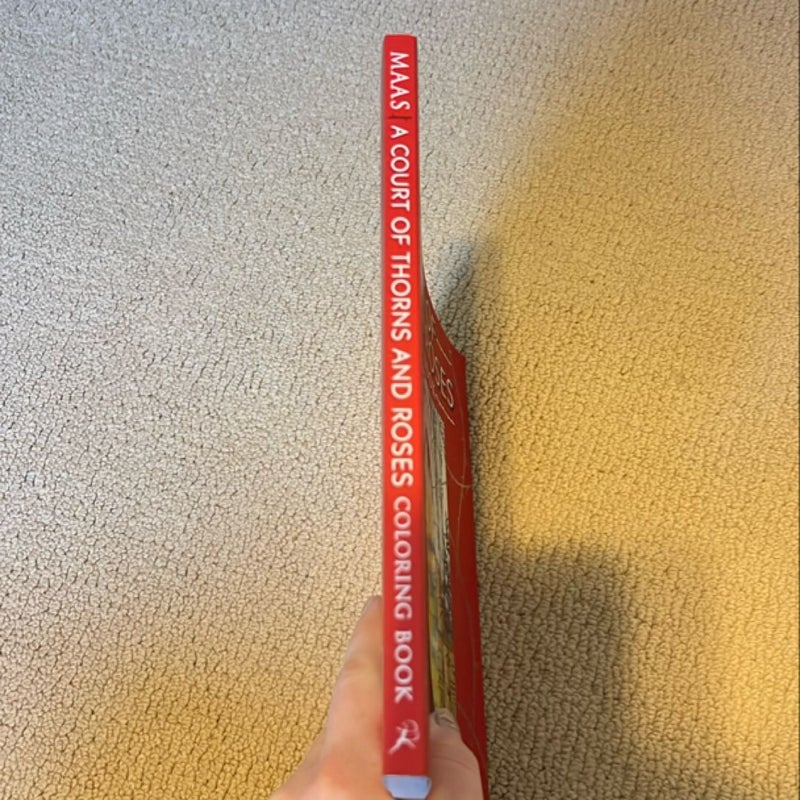 MAAS A COURT OF THORNS AND ROSES COLORING BOOK